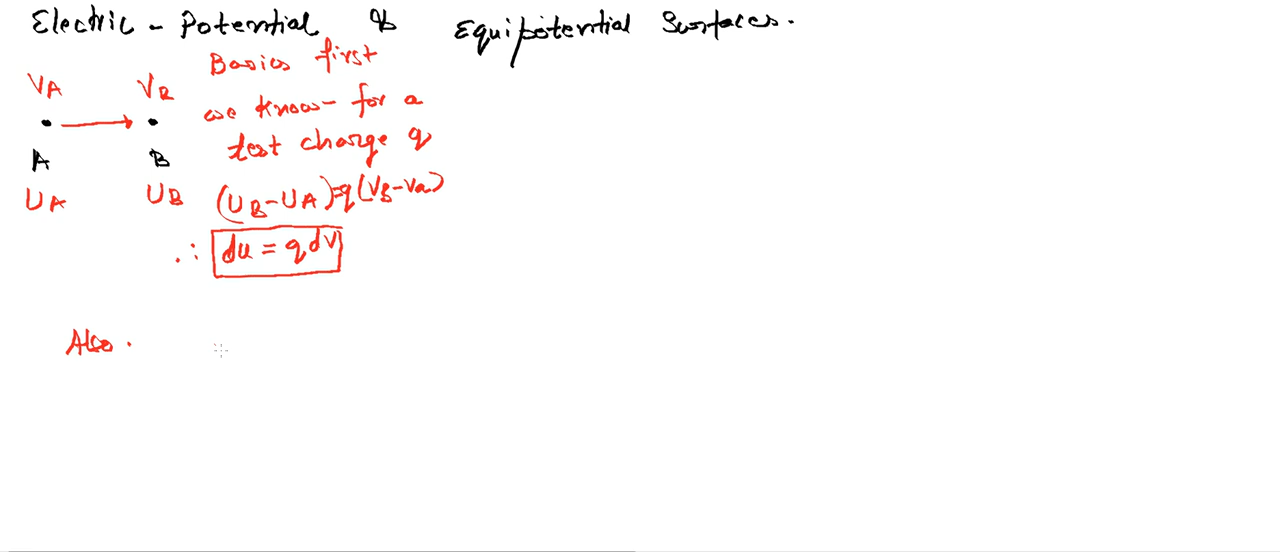 Electric - Potential & Equipotential Surfaces.
Basics first
VA VB
we know - for a
test charge q
A B
UA UB (UB-UA)=q(VB-Va)
∴ du = qdV
Also.